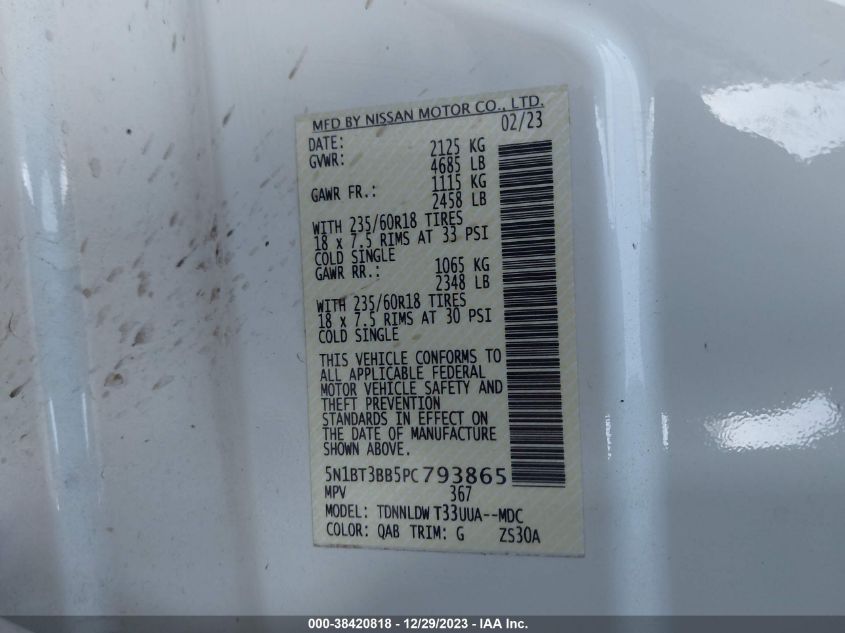 MFD BY NISSAN MOTOR CO., LTD.
DATE: 02/23
GVWR: 2125 KG
4685 LB
GAWR FR.: 1115 KG
2458 LB
WITH 235/60R18 TIRES
18 x 7.5 RIMS AT 33 PSI
COLD SINGLE
GAWR RR.: 1065 KG
2348 LB
WITH 235/60R18 TIRES
18 x 7.5 RIMS AT 30 PSI
COLD SINGLE
THIS VEHICLE CONFORMS TO
ALL APPLICABLE FEDERAL
MOTOR VEHICLE SAFETY AND
THEFT PREVENTION
STANDARDS IN EFFECT ON
THE DATE OF MANUFACTURE
SHOWN ABOVE.
5N1BT3BB5PC793865
MPV 367
MODEL: TDNNLDW T33UUA--MDC
COLOR: QAB TRIM: G ZS30A
000-38420818 - 12/29/2023 - IAA Inc.